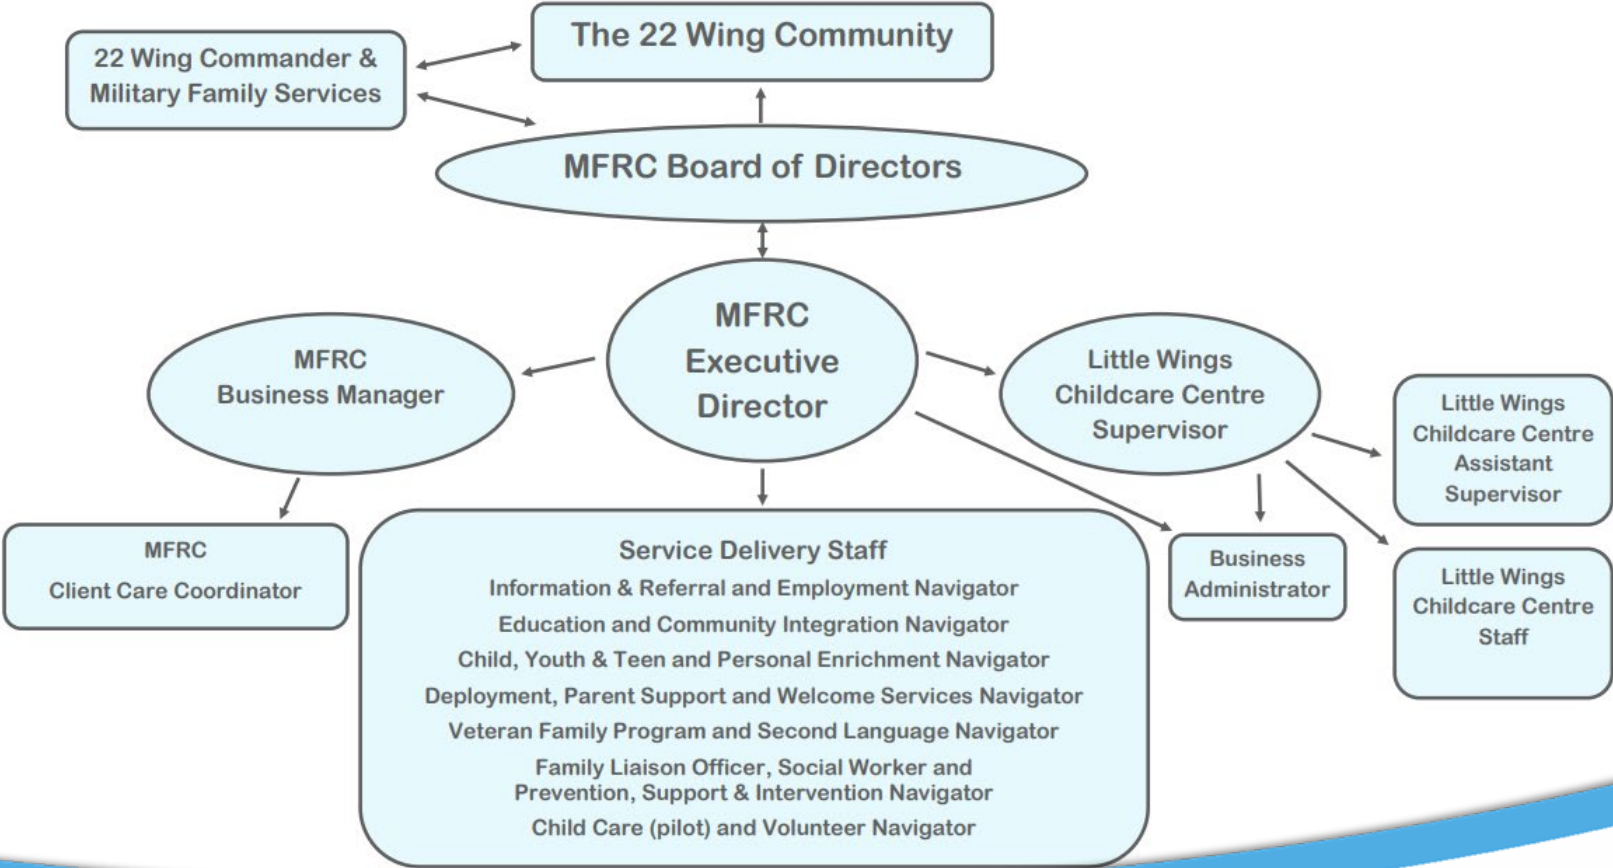 The 22 Wing Community
22 Wing Commander &
Military Family Services
MFRC Board of Directors
MFRC
Executive
Director
MFRC
Business Manager
Little Wings
Childcare Centre
Supervisor
Little Wings
Childcare Centre
Assistant
Supervisor
MFRC
Client Care Coordinator
Service Delivery Staff
Information & Referral and Employment Navigator
Education and Community Integration Navigator
Child, Youth & Teen and Personal Enrichment Navigator
Deployment, Parent Support and Welcome Services Navigator
Veteran Family Program and Second Language Navigator
Family Liaison Officer, Social Worker and
Prevention, Support & Intervention Navigator
Child Care (pilot) and Volunteer Navigator
Business
Administrator
Little Wings
Childcare Centre
Staff